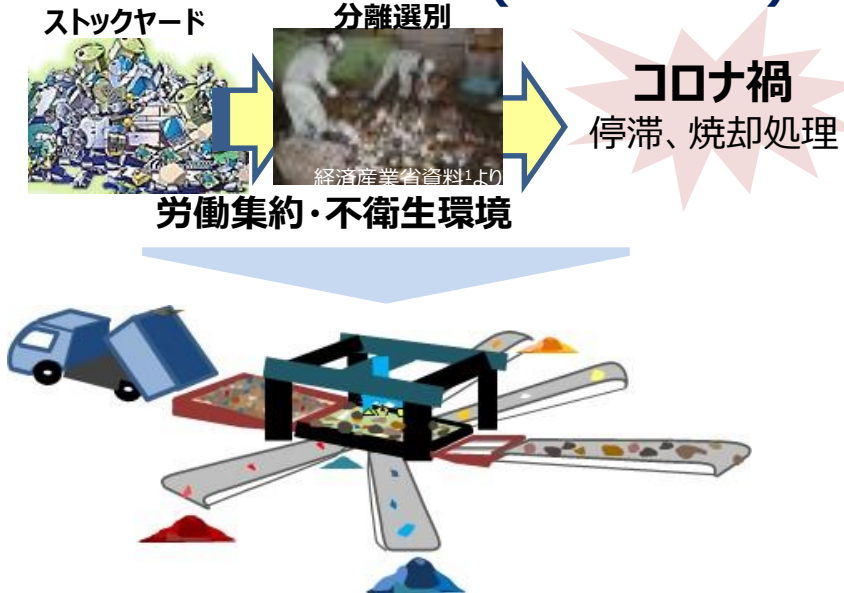 ストックヤード
分離選別
コロナ禍
停滞、焼却処理
経済産業省資料1より
労働集約・不衛生環境